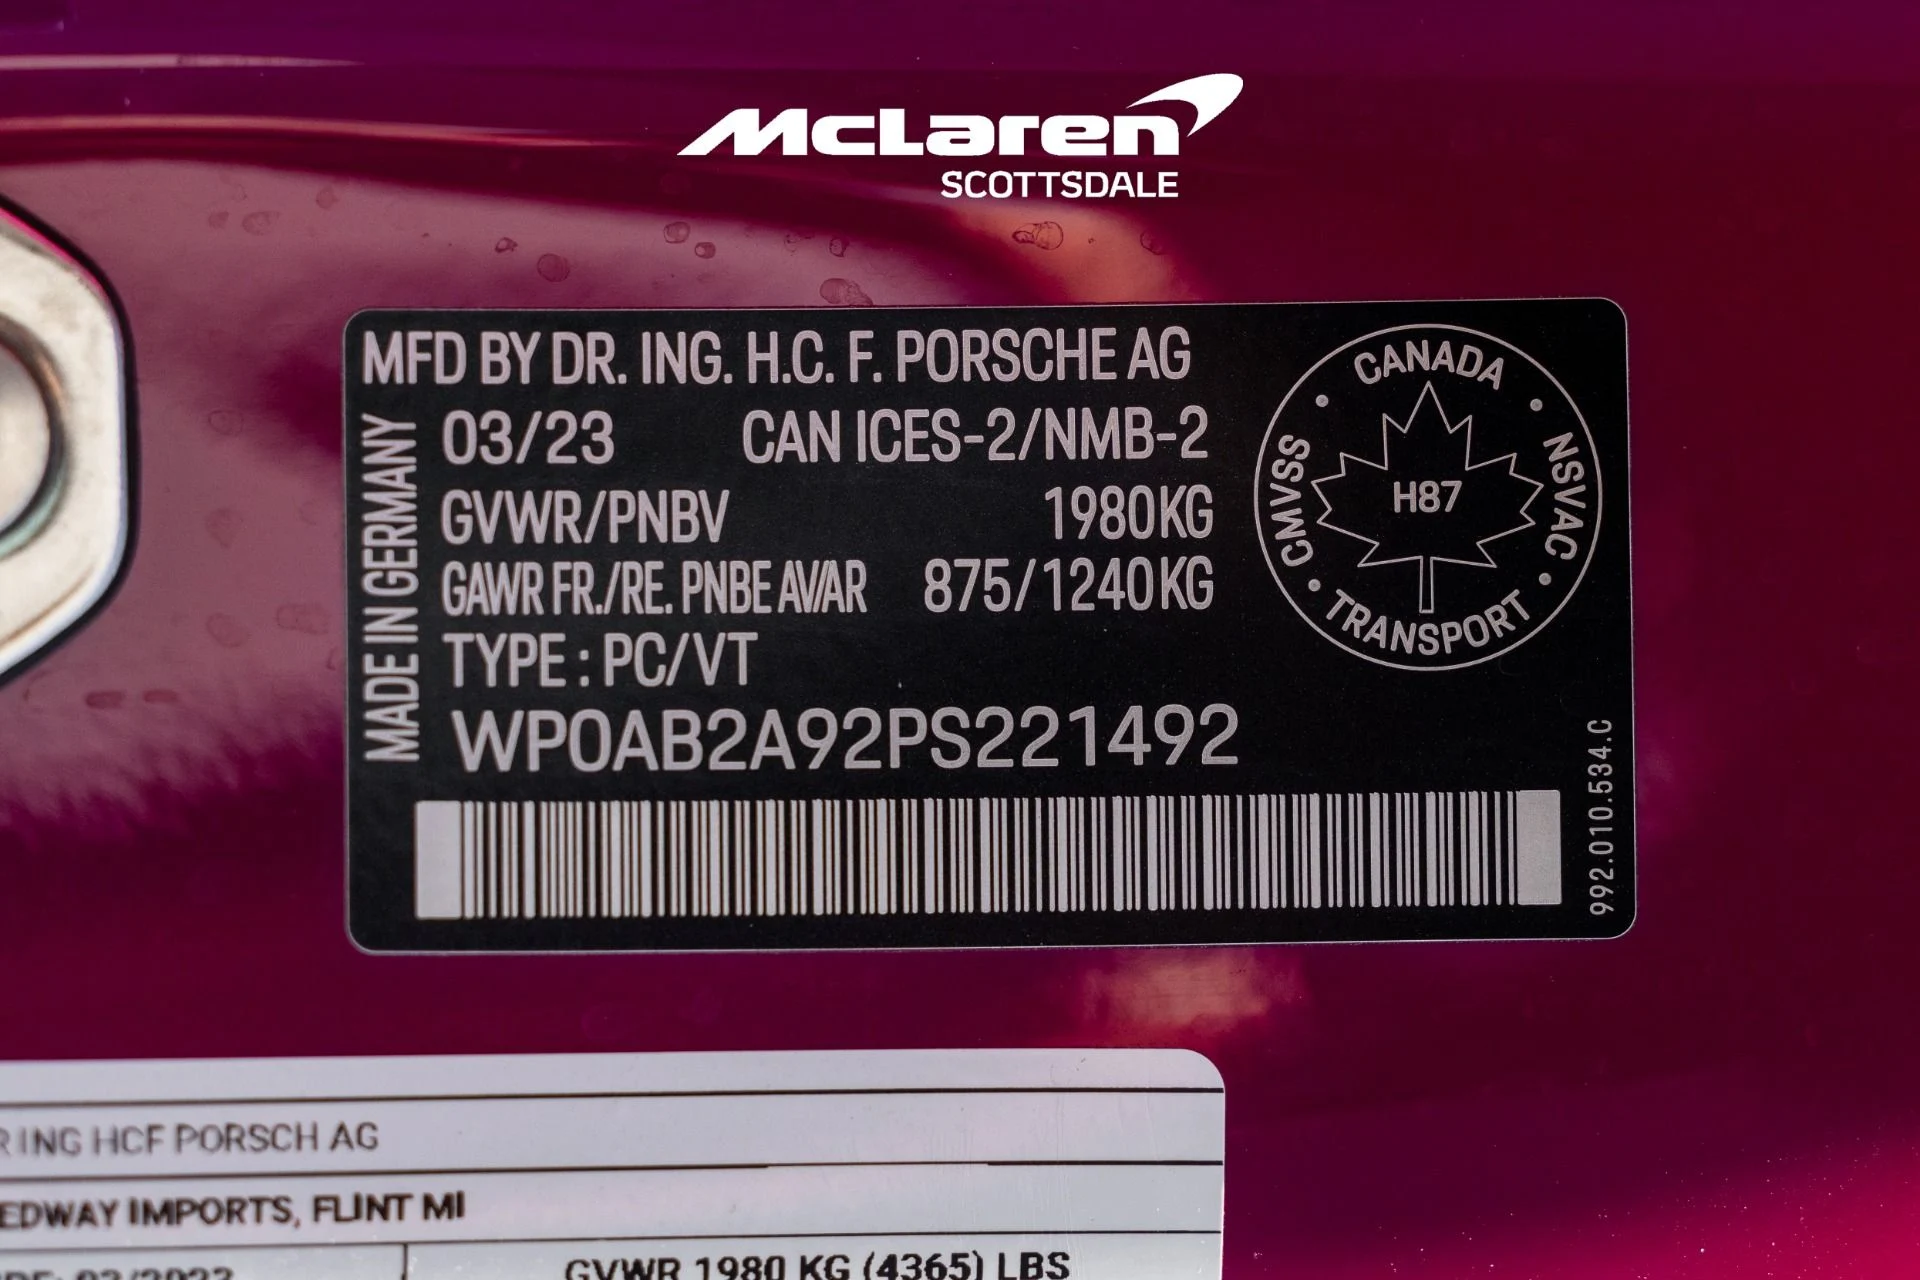 McLaren
SCOTTSDALE
MFD BY DR. ING. H.C. F. PORSCHE AG
MADE IN GERMANY
03/23 CAN ICES-2/NMB-2
GVWR/PNBV 1980KG
GAWR FR./RE. PNBE AV/AR 875/1240KG
TYPE : PC/VT
WP0AB2A92PS221492
CANADA
CMVSS
NSVAC
H87
TRANSPORT
992.010.534.C
R ING HCF PORSCH AG
EDWAY IMPORTS, FLINT MI
02/2023
GVWR 1980 KG (4365) LBS